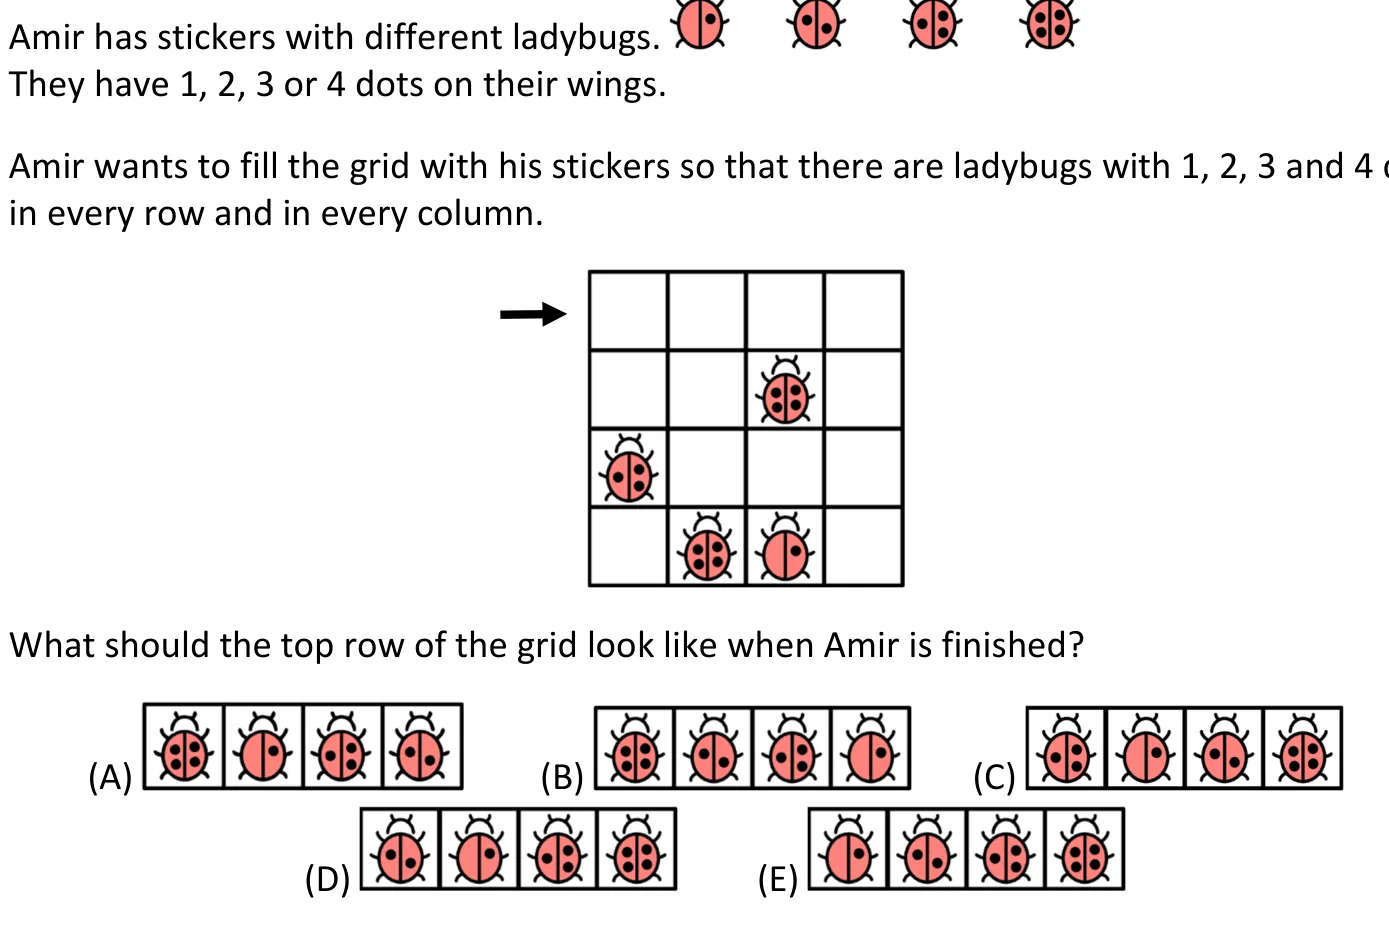 Amir has stickers with different ladybugs.
They have 1, 2, 3 or 4 dots on their wings.
Amir wants to fill the grid with his stickers so that there are ladybugs with 1, 2, 3 and 4
in every row and in every column.
What should the top row of the grid look like when Amir is finished?
(A) (B) (C)
(D) (E)